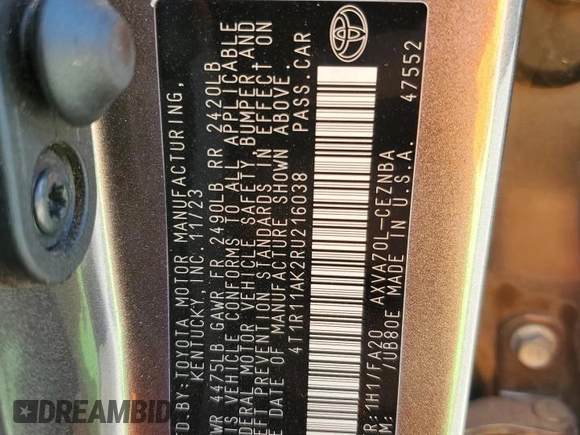 MFD.BY:TOYOTA MOTOR MANUFACTURING,
KENTUCKY, INC. 11/23
GVWR 4475LB GAWR FR 2490LB RR 2420LB
THIS VEHICLE CONFORMS TO ALL APPLICABLE
FEDERAL MOTOR VEHICLE SAFETY, BUMPER, AND
THEFT PREVENTION STANDARDS IN EFFECT ON
THE DATE OF MANUFACTURE SHOWN ABOVE.
4T1R11AK2RU216038 PASS.CAR
R:1H1 /FA20 AXVA70L-CEZNBA
/UB80E MADE IN U.S.A. 47552
DREAMBID